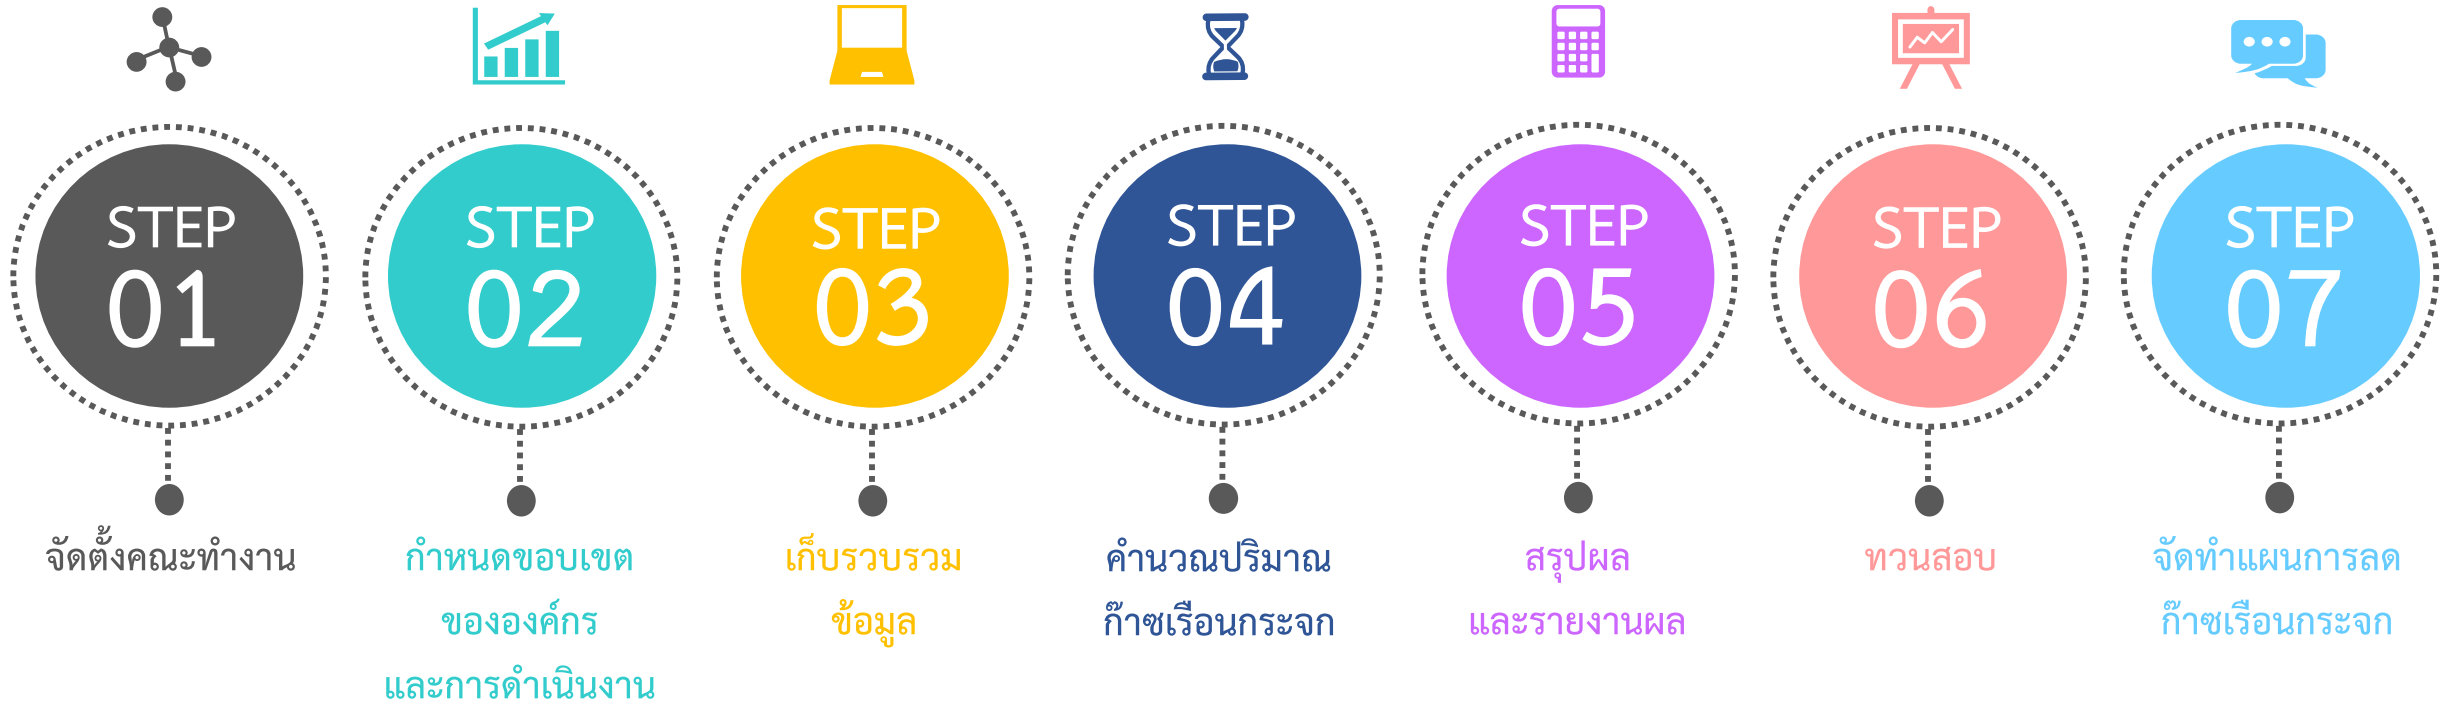 STEP
01
จัดตั้งคณะทำงาน
STEP
02
กำหนดขอบเขต
ขององค์กร
และการดำเนินงาน
STEP
03
เก็บรวบรวม
ข้อมูล
STEP
04
คำนวณปริมาณ
ก๊าซเรือนกระจก
STEP
05
สรุปผล
และรายงานผล
STEP
06
ทวนสอบ
STEP
07
จัดทำแผนการลด
ก๊าซเรือนกระจก